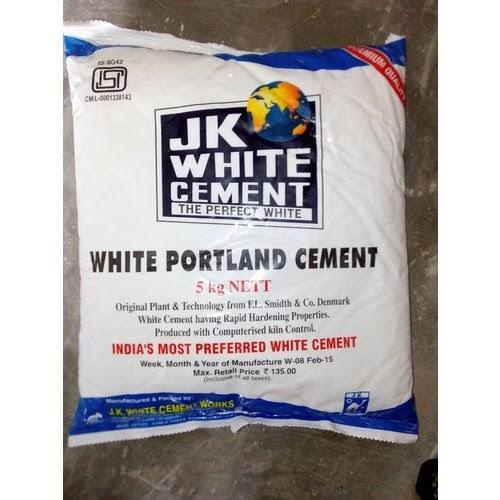 IS:8042
CM/L-0001338143
PREMIUM QUALITY
JK
WHITE
CEMENT
THE PERFECT WHITE
WHITE PORTLAND CEMENT
5 kg NETT
Original Plant & Technology from F.L. Smidth & Co. Denmark
White Cement having Rapid Hardening Properties.
Produced with Computerised kiln Control.
INDIA'S MOST PREFERRED WHITE CEMENT
Week, Month & Year of Manufacture W-08 Feb-15
Max. Retail Price ₹ 135.00
(Inclusive of all taxes)
Manufactured & Packed by:
J.K. WHITE CEMENT WORKS
J.K.